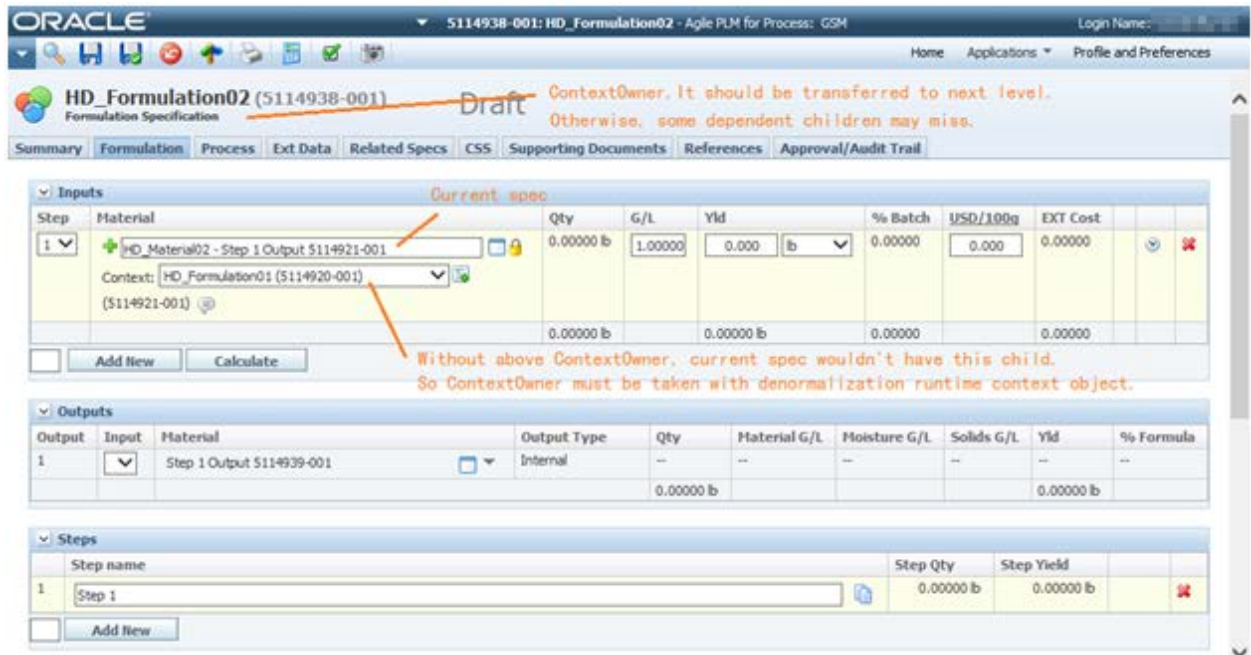 ORACLE
5114938-001: HD_Formulation02 - Agile PLM for Process: GSM
Login Name:
Home Applications Profile and Preferences
HD_Formulation02 (5114938-001)
Formulation Specification
Draft
ContextOwner. It should be transferred to next level.
Otherwise, some dependent children may miss.
Summary Formulation Process Ext Data Related Specs CSS Supporting Documents References Approval/Audit Trail
Inputs
Current spec
Step Material Qty G/L Yld % Batch USD/100g EXT Cost
1 HD_Material02 - Step 1 Output 5114921-001 0.00000 lb 1.00000 0.000 lb 0.00000 0.000 0.00000
Context: HD_Formulation01 (5114920-001)
(5114921-001)
0.00000 lb 0.00000 lb 0.00000 0.00000
Add New Calculate
Without above ContextOwner, current spec wouldn't have this child.
So ContextOwner must be taken with denormalization runtime context object.
Outputs
Output Input Material Output Type Qty Material G/L Moisture G/L Solids G/L Yld % Formula
1 Step 1 Output 5114939-001 Internal -- -- -- -- -- --
0.00000 lb 0.00000 lb
Steps
Step name Step Qty Step Yield
1 Step 1 0.00000 lb 0.00000 lb
Add New